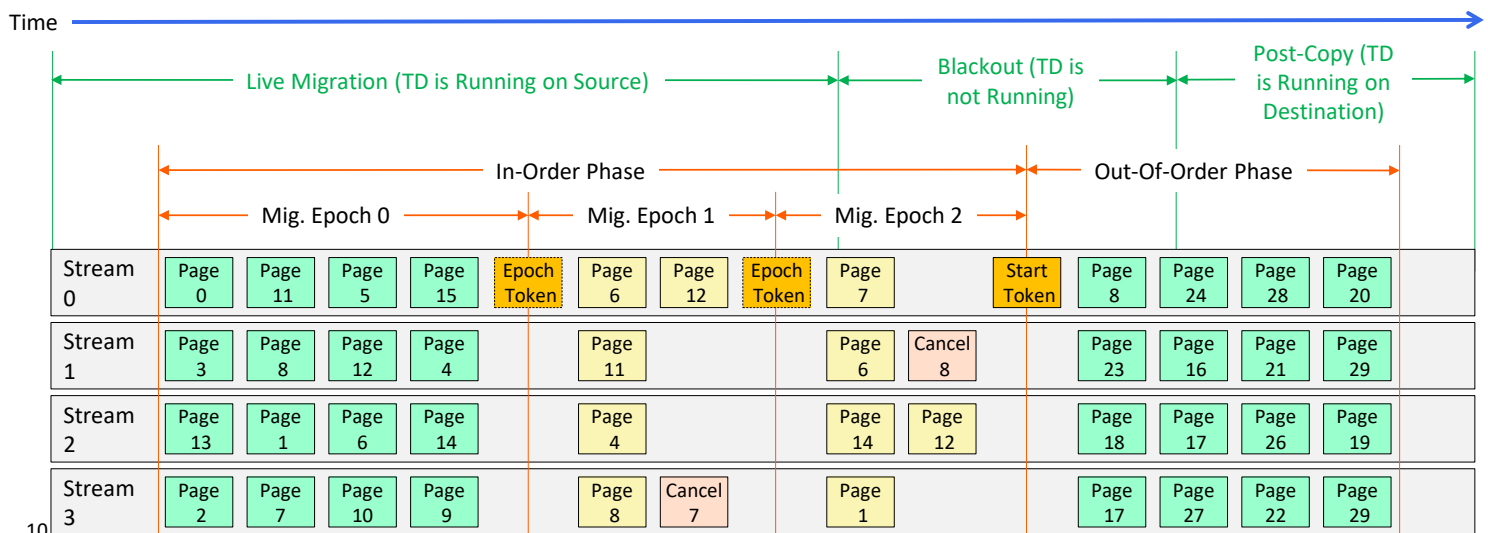 Time
Live Migration (TD is Running on Source)
Blackout (TD is
not Running)
Post-Copy (TD
is Running on
Destination)
In-Order Phase
Out-Of-Order Phase
Mig. Epoch 0
Mig. Epoch 1
Mig. Epoch 2
Stream
0
Page
0
Page
11
Page
5
Page
15
Epoch
Token
Page
6
Page
12
Epoch
Token
Page
7
Start
Token
Page
8
Page
24
Page
28
Page
20
Stream
1
Page
3
Page
8
Page
12
Page
4
Page
11
Page
6
Cancel
8
Page
23
Page
16
Page
21
Page
29
Stream
2
Page
13
Page
1
Page
6
Page
14
Page
4
Page
14
Page
12
Page
18
Page
17
Page
26
Page
19
Stream
3
Page
2
Page
7
Page
10
Page
9
Page
8
Cancel
7
Page
1
Page
17
Page
27
Page
22
Page
29
10